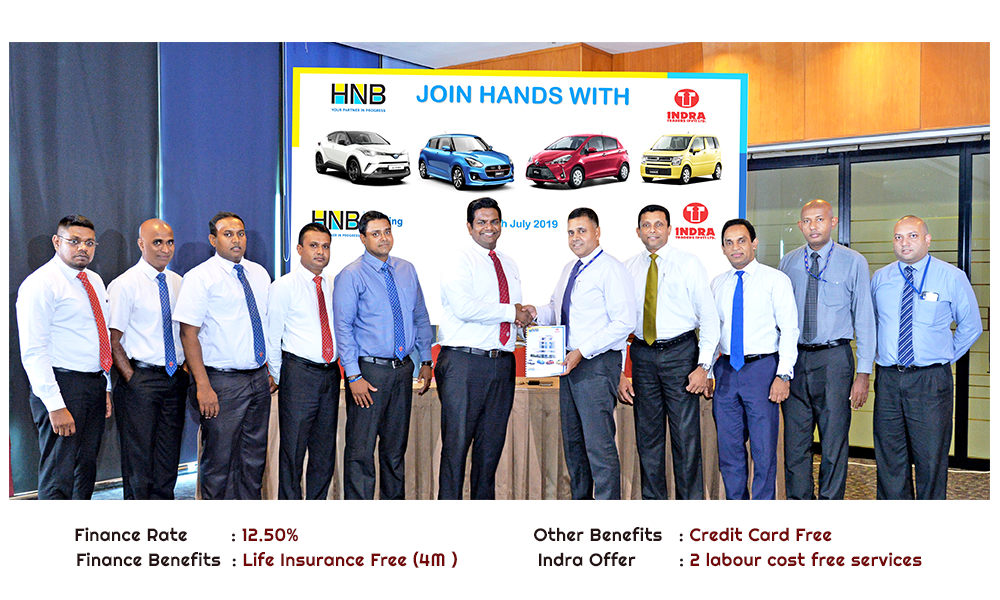 HNB
YOUR PARTNER IN PROGRESS
JOIN HANDS WITH
INDRA
TRADERS (PVT) LTD.
HNB
INDRA
TRADERS (PVT) LTD.
July 2019
Finance Rate : 12.50%
Finance Benefits : Life Insurance Free (4M )
Other Benefits : Credit Card Free
Indra Offer : 2 labour cost free services